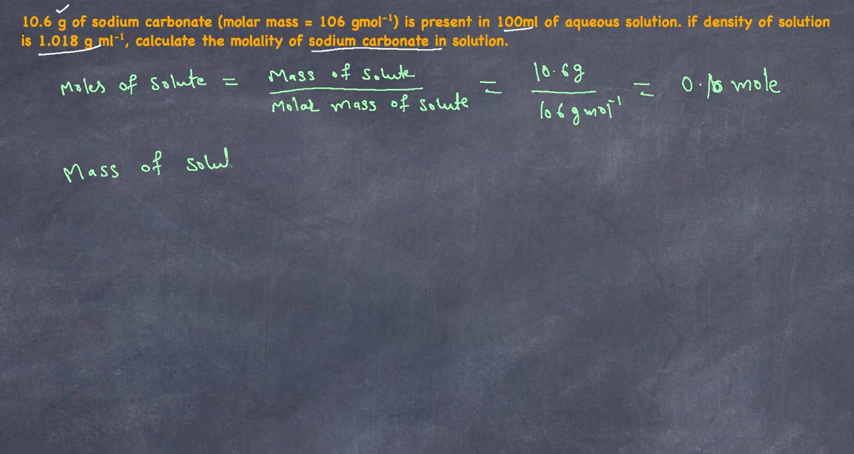 10.6 g of sodium carbonate (molar mass = 106 gmol⁻¹) is present in 100ml of aqueous solution. if density of solution
is 1.018 g ml⁻¹, calculate the molality of sodium carbonate in solution.
Moles of solute = Mass of solute / Molar mass of solute = 10.6g / 106 gmol⁻¹ = 0.10 mole
Mass of solu